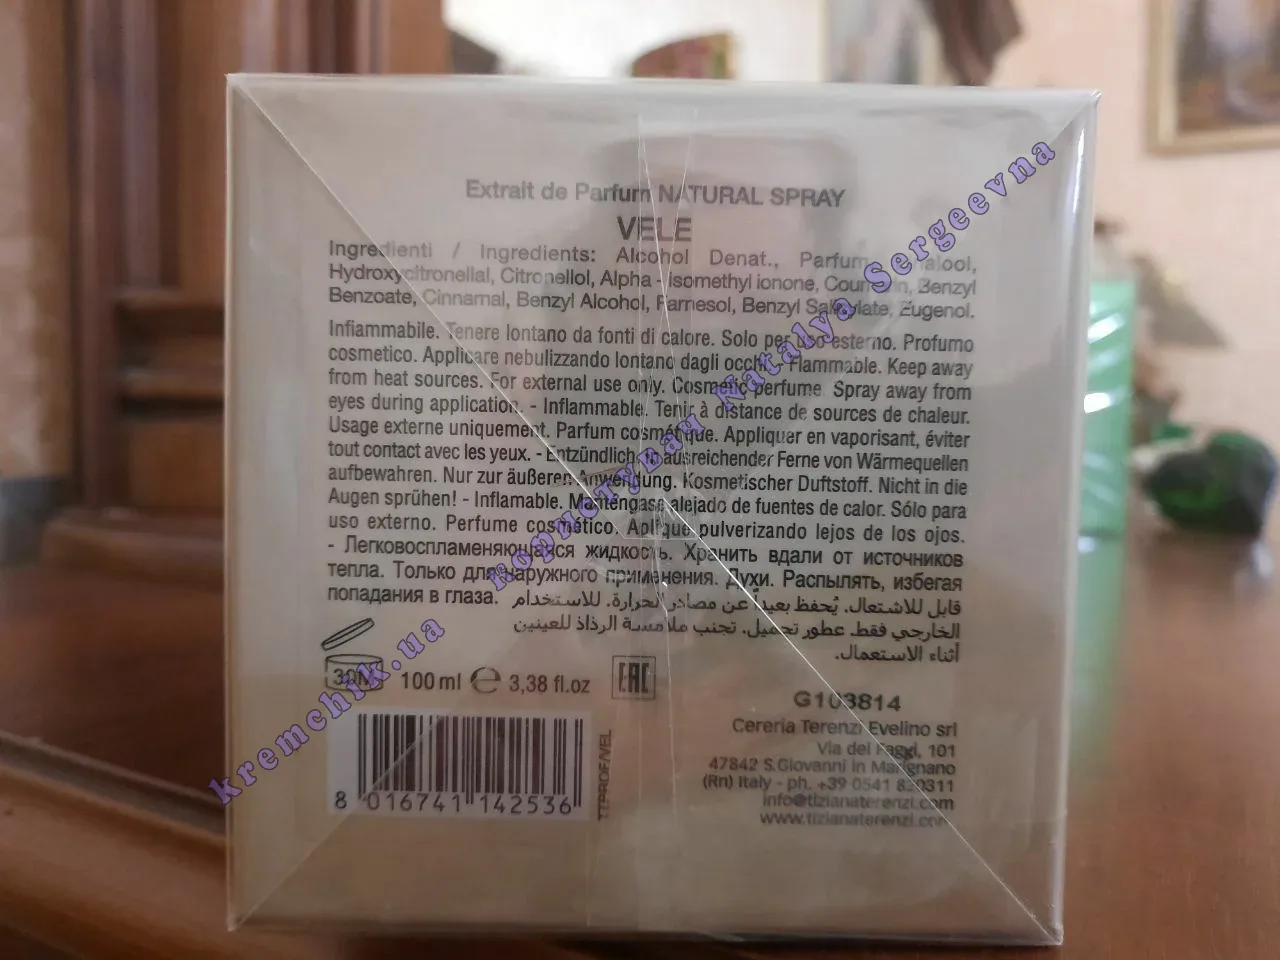 Extrait de Parfum NATURAL SPRAY
VELE
Ingredienti / Ingredients: Alcohol Denat., Parfum
Hydroxycitronellal, Citronellol, Alpha - Isomethyl ionone, Benzyl
Benzoate, Cinnamal, Benzyl Alcohol, Farnesol, Benzyl Salicylate, Eugenol.
Infiammabile. Tenere lontano da fonti di calore. Solo per uso esterno. Profumo
cosmetico. Applicare nebulizzando lontano dagli occhi. - Flammable. Keep away
from heat sources. For external use only. Cosmetic perfume. Spray away from
eyes during application. - Inflammable. Tenir à distance de sources de chaleur.
Usage externe uniquement. Parfum cosmétique. Appliquer en vaporisant, éviter
tout contact avec les yeux. - Entzündlich. In ausreichender Ferne von Wärmequellen
aufbewahren. Nur zur äußeren Anwendung. Kosmetischer Duftstoff. Nicht in die
Augen sprühen! - Inflamable. Manténgase alejado de fuentes de calor. Sólo para
uso externo. Perfume cosmético. Aplique pulverizando lejos de los ojos.
- Легковоспламеняющаяся жидкость. Хранить вдали от источников
тепла. Только для наружного применения. Духи. Распылять, избегая
попадания в глаза. قابل للاشتعال. يُحفظ بعيداً عن مصادر الحرارة. للاستخدام
الخارجي فقط. عطور تجميل. تجنب ملامسة الرذاذ للعينين
أثناء الاستعمال.
30M 100 ml e 3,38 fl.oz EAC
G103814
Cereria Terenzi Evelino srl
Via dei Faggi, 101
47842 S.Giovanni in Marignano
(Rn) Italy - ph. +39 0541
info@tizianaterenzi.com
www.tizianaterenzi.com
8 016741 142536
TTPROF/VEL
kremchik.ua
копистуваи Natalya Sergeevna